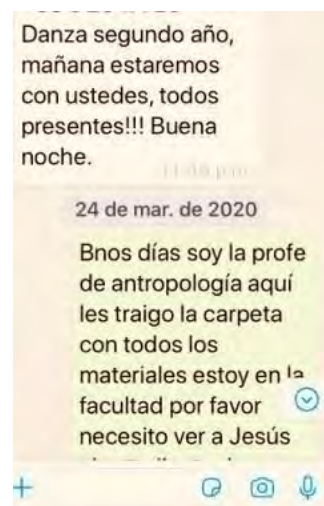 Danza segundo año,
mañana estaremos
con ustedes, todos
presentes!!! Buena
noche.
24 de mar. de 2020
Bnos días soy la profe
de antropología aquí
les traigo la carpeta
con todos los
materiales estoy en la
facultad por favor
necesito ver a Jesús